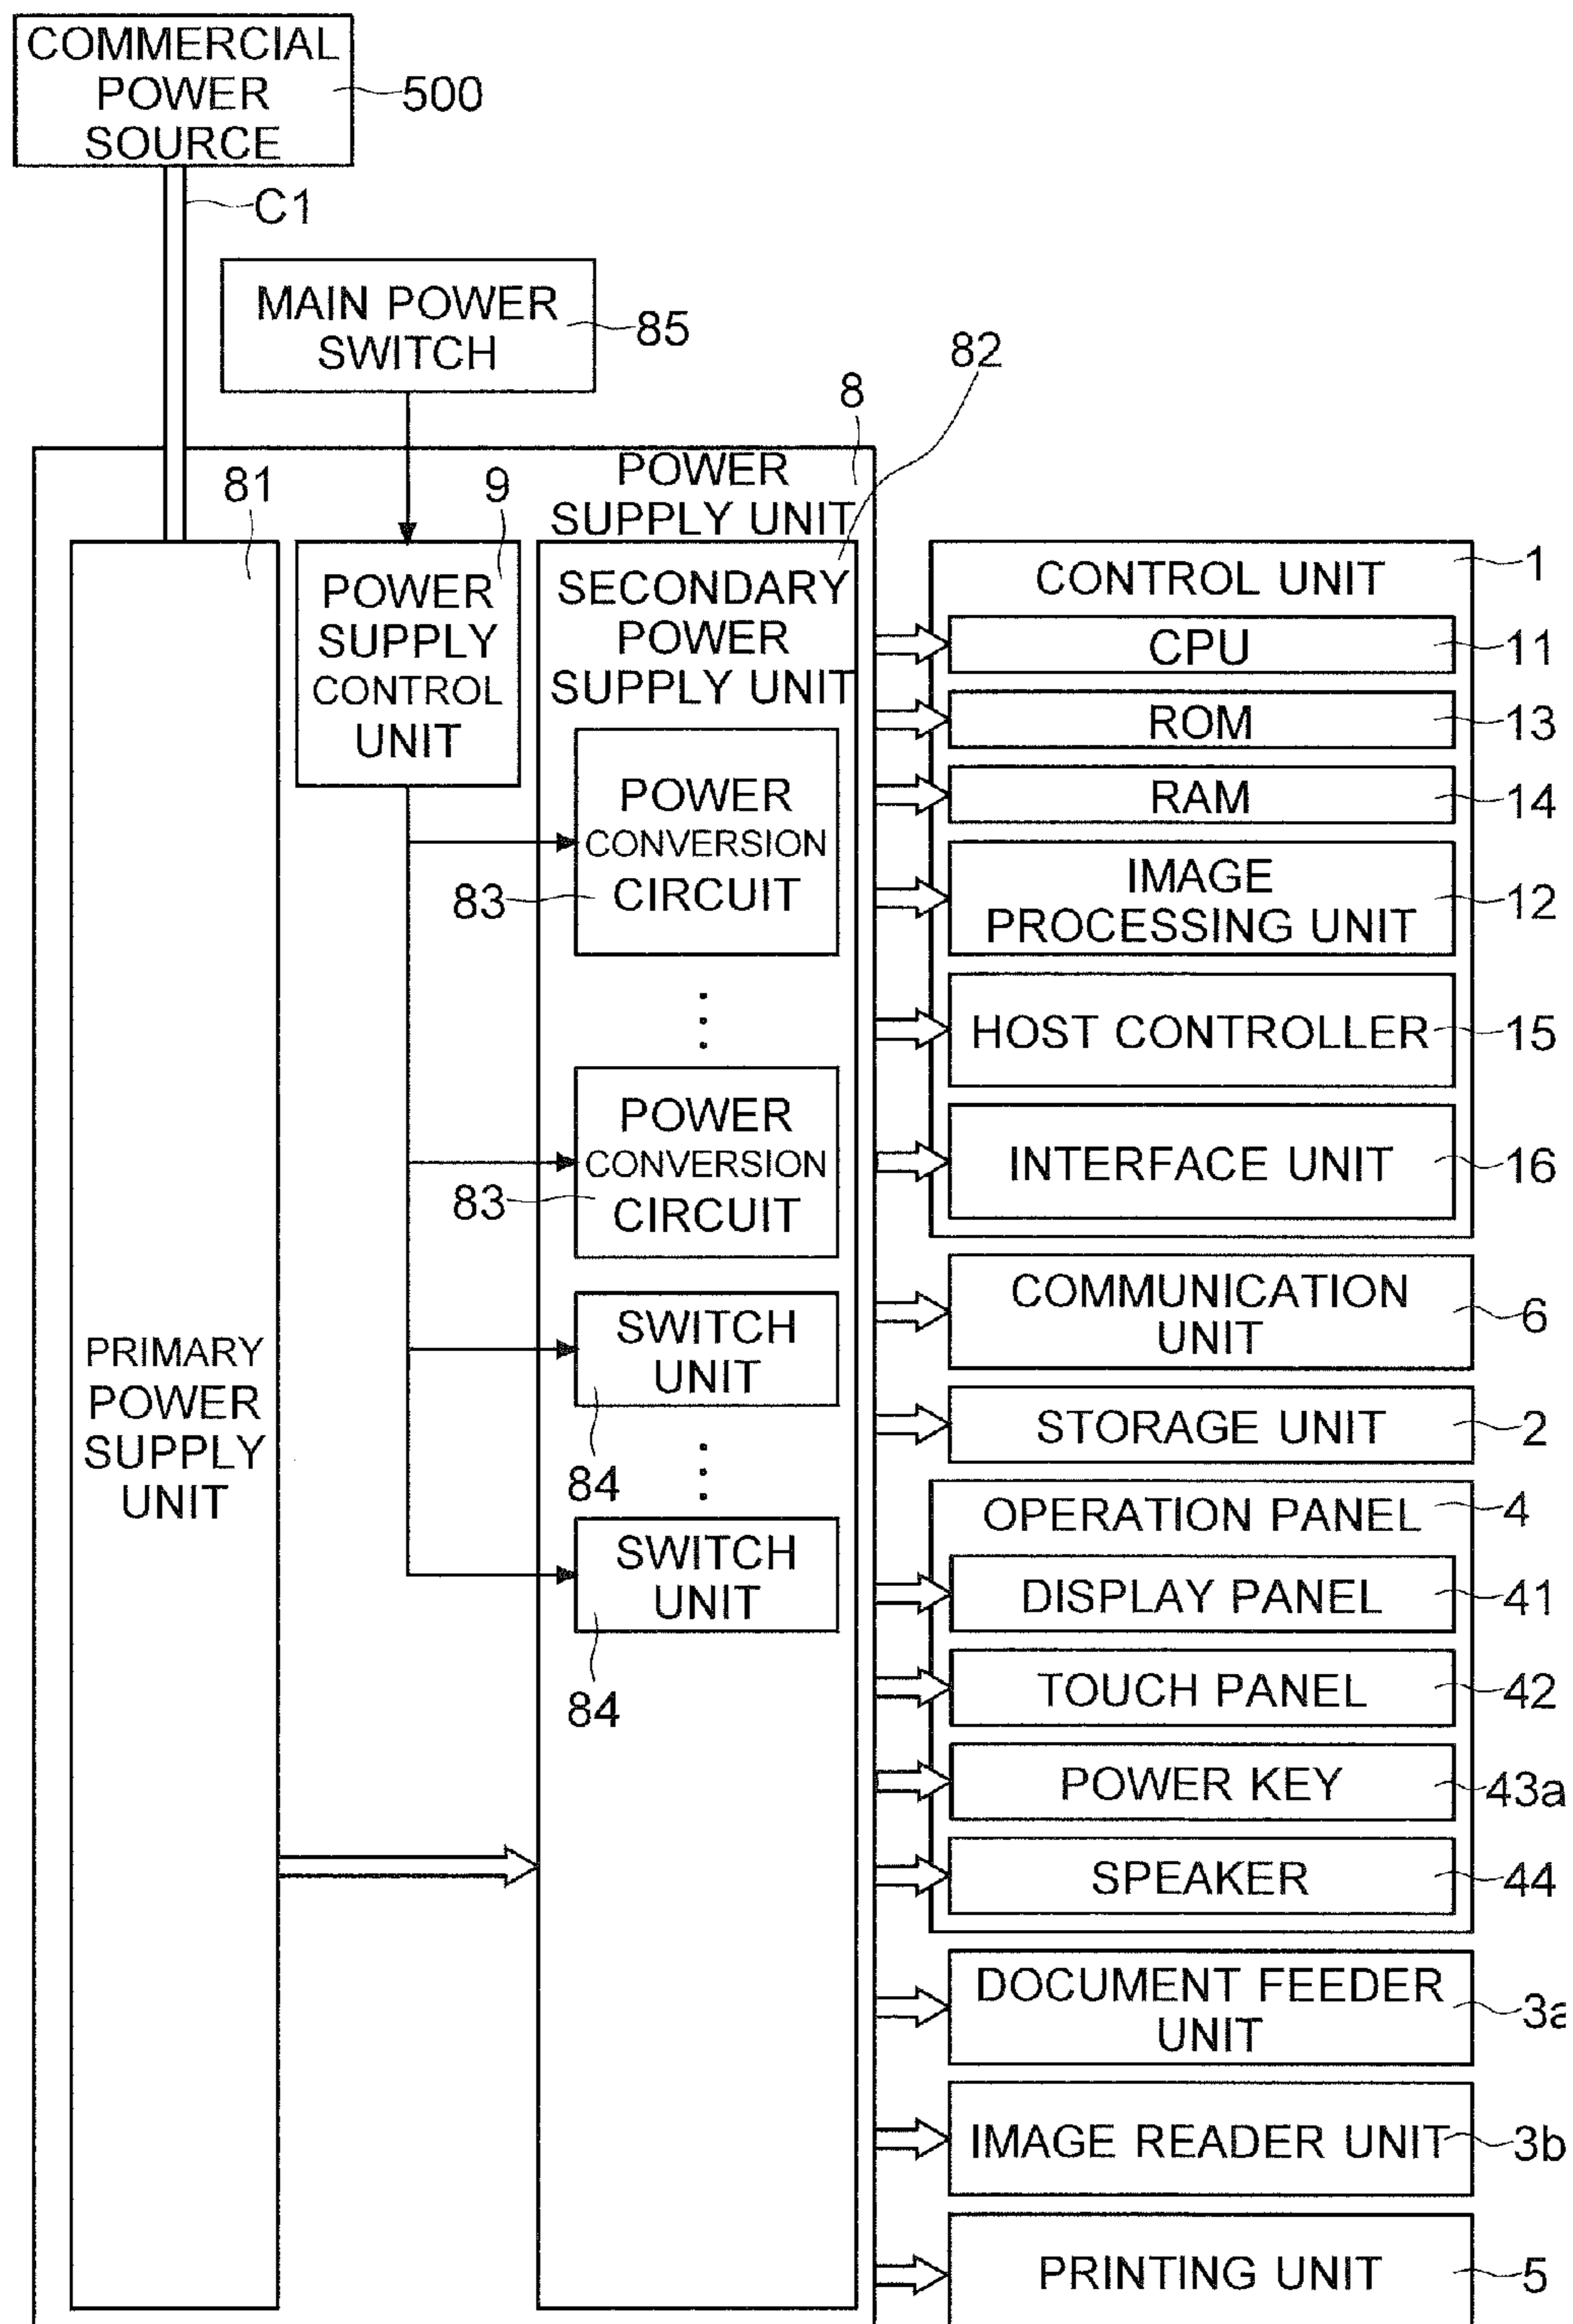 COMMERCIAL
POWER
SOURCE
500
C1
MAIN POWER
SWITCH
85
82
8
POWER
SUPPLY UNIT
81
9
POWER
SUPPLY
CONTROL
UNIT
SECONDARY
POWER
SUPPLY UNIT
POWER
CONVERSION
CIRCUIT
83
POWER
CONVERSION
CIRCUIT
83
SWITCH
UNIT
84
SWITCH
UNIT
84
PRIMARY
POWER
SUPPLY
UNIT
CONTROL UNIT
1
CPU
11
ROM
13
RAM
14
IMAGE
PROCESSING UNIT
12
HOST CONTROLLER
15
INTERFACE UNIT
16
COMMUNICATION
UNIT
6
STORAGE UNIT
2
OPERATION PANEL
4
DISPLAY PANEL
41
TOUCH PANEL
42
POWER KEY
43a
SPEAKER
44
DOCUMENT FEEDER
UNIT
3a
IMAGE READER UNIT
3b
PRINTING UNIT
5